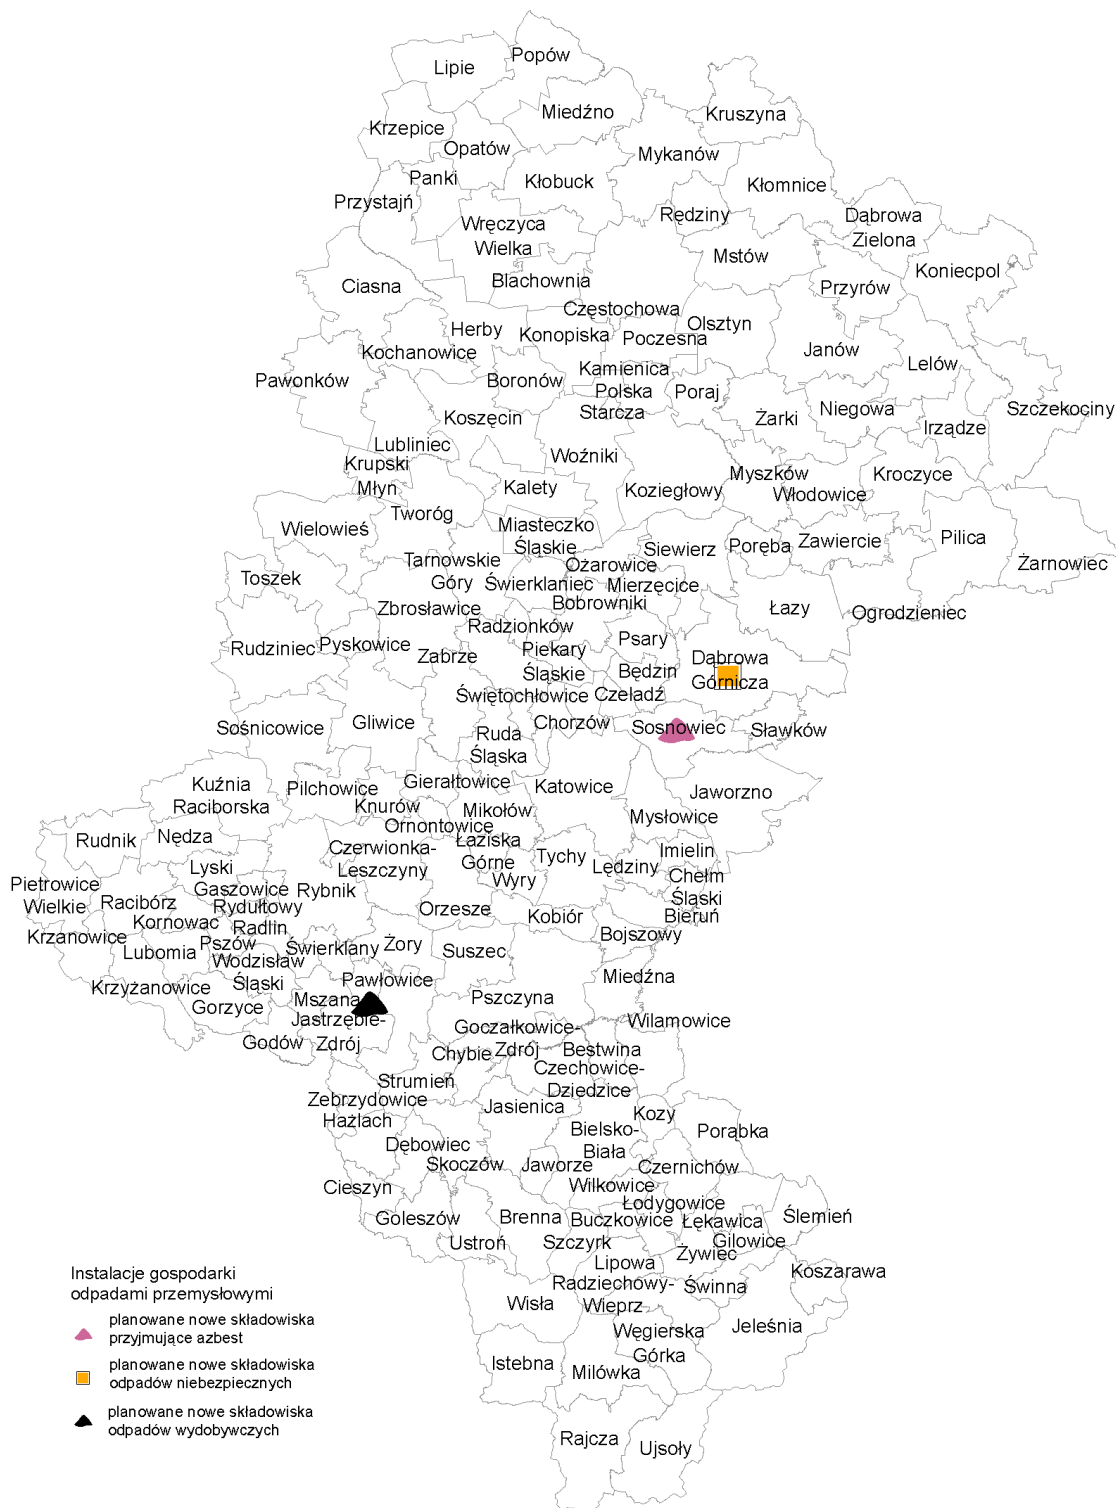 Popów
Lipie
Miedźno
Kruszyna
Krzepice
Opatów
Mykanów
Panki
Kłobuck
Kłomnice
Przystajń
Rędziny
Dąbrowa
Zielona
Wręczyca
Wielka
Mstów
Koniecpol
Blachownia
Ciasna
Przyrów
Częstochowa
Olsztyn
Herby
Konopiska
Poczesna
Kochanowice
Janów
Lelów
Kamienica
Polska
Pawonków
Boronów
Poraj
Starcza
Koszęcin
Żarki
Niegowa
Szczekociny
Irządze
Lubliniec
Woźniki
Krupski
Młyn
Myszków
Kroczyce
Kalety
Koziegłowy
Włodowice
Tworóg
Wielowieś
Miasteczko
Śląskie
Siewierz
Poręba
Zawiercie
Pilica
Tarnowskie
Góry
Ożarowice
Żarnowiec
Toszek
Świerklaniec
Mierzęcice
Zbrosławice
Bobrowniki
Łazy
Ogrodzieniec
Radzionków
Psary
Rudziniec
Pyskowice
Zabrze
Piekary
Śląskie
Będzin
Dąbrowa
Górnicza
Świętochłowice
Czeladź
Sośnicowice
Gliwice
Chorzów
Sosnowiec
Sławków
Ruda
Śląska
Kuźnia
Raciborska
Pilchowice
Gierałtowice
Katowice
Jaworzno
Knurów
Mikołów
Mysłowice
Ornontowice
Rudnik
Nędza
Czerwionka-
Leszczyny
Łaziska
Górne
Tychy
Imielin
Lyski
Lędziny
Chełm
Śląski
Pietrowice
Wielkie
Gaszowice
Rybnik
Wyry
Racibórz
Rydułtowy
Orzesze
Kobiór
Bieruń
Kornowac
Radlin
Krzanowice
Bojszowy
Lubomia
Pszów
Świerklany
Żory
Suszec
Wodzisław
Śląski
Miedźna
Krzyżanowice
Pawłowice
Gorzyce
Mszana
Pszczyna
Jastrzębie-
Zdrój
Wilamowice
Godów
Goczałkowice-
Zdrój
Chybie
Bestwina
Czechowice-
Dziedzice
Strumień
Zebrzydowice
Jasienica
Kozy
Hażlach
Bielsko-
Biała
Porąbka
Dębowiec
Skoczów
Jaworze
Czernichów
Cieszyn
Wilkowice
Łodygowice
Goleszów
Brenna
Buczkowice
Łękawica
Ślemień
Ustroń
Szczyrk
Gilowice
Żywiec
Lipowa
Koszarawa
Radziechowy-
Wieprz
Świnna
Wisła
Węgierska
Górka
Jeleśnia
Istebna
Milówka
Rajcza
Ujsoły
Instalacje gospodarki
odpadami przemysłowymi
planowane nowe składowiska
przyjmujące azbest
planowane nowe składowiska
odpadów niebezpiecznych
planowane nowe składowiska
odpadów wydobywczych